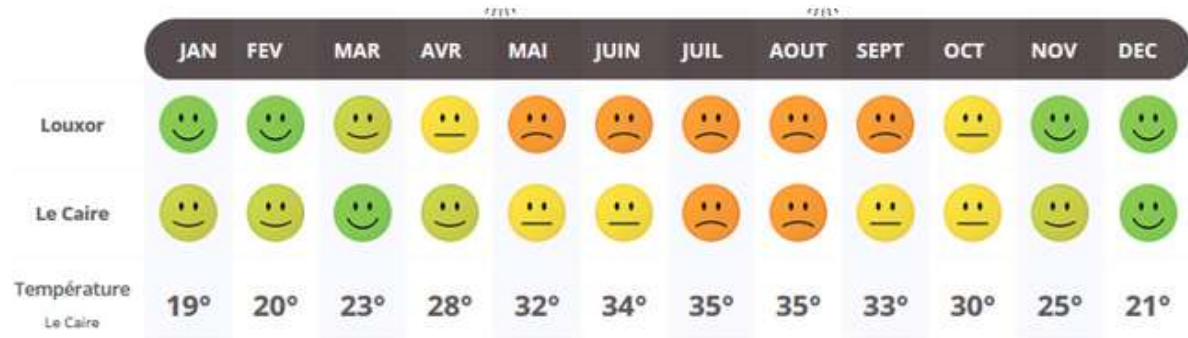 JAN FEV MAR AVR MAI JUIN JUIL AOUT SEPT OCT NOV DEC
Louxor
Le Caire
Température
Le Caire
19° 20° 23° 28° 32° 34° 35° 35° 33° 30° 25° 21°